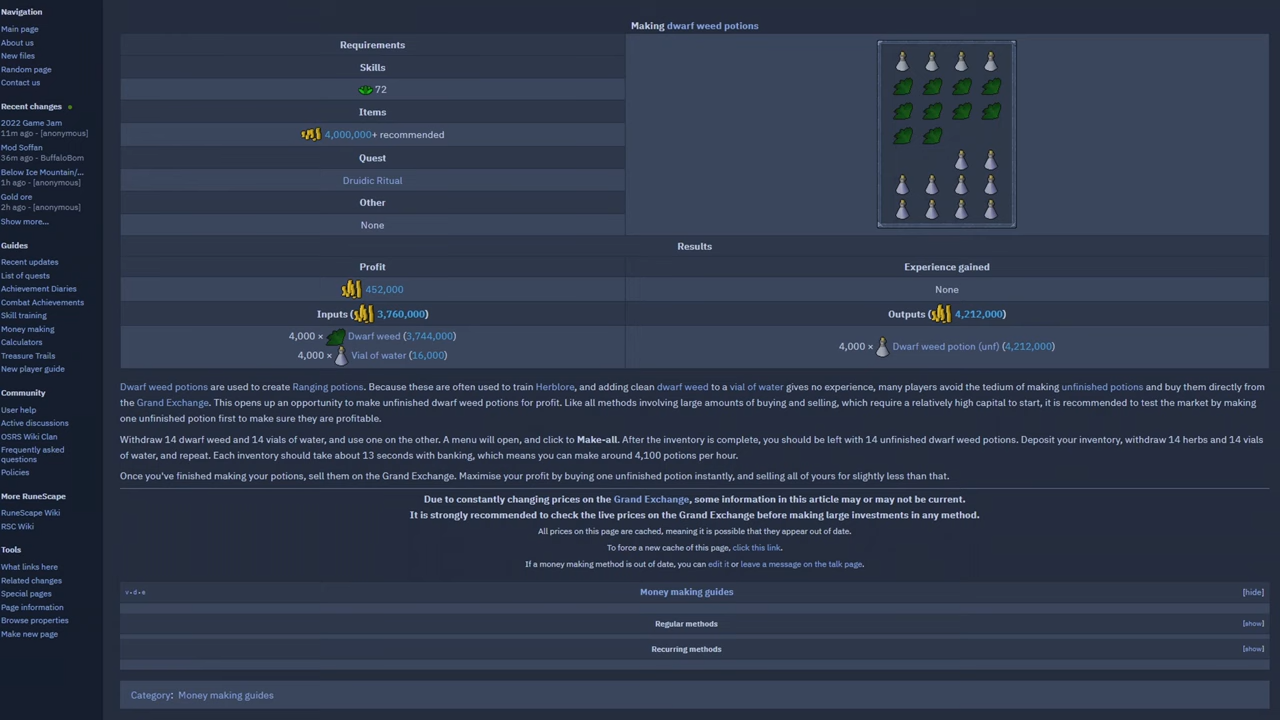 Navigation
Main page
About us
New files
Random page
Contact us
Recent changes
2022 Game Jam
11m ago - [anonymous]
Mod Soffan
36m ago - BuffaloBom
Below Ice Mountain/...
1h ago - [anonymous]
Gold ore
2h ago - [anonymous]
Show more...
Guides
Recent updates
List of quests
Achievement Diaries
Combat Achievements
Skill training
Money making
Calculators
Treasure Trails
New player guide
Community
User help
Active discussions
OSRS Wiki Clan
Frequently asked
questions
Policies
More RuneScape
RuneScape Wiki
RSC Wiki
Tools
What links here
Related changes
Special pages
Page information
Browse properties
Make new page
Making dwarf weed potions
Requirements
Skills
72
Items
4,000,000+ recommended
Quest
Druidic Ritual
Other
None
Results
Profit
Experience gained
452,000
None
Inputs (3,760,000)
Outputs (4,212,000)
4,000 × Dwarf weed (3,744,000)
4,000 × Vial of water (16,000)
4,000 × Dwarf weed potion (unf) (4,212,000)
Dwarf weed potions are used to create Ranging potions. Because these are often used to train Herblore, and adding clean dwarf weed to a vial of water gives no experience, many players avoid the tedium of making unfinished potions and buy them directly from
the Grand Exchange. This opens up an opportunity to make unfinished dwarf weed potions for profit. Like all methods involving large amounts of buying and selling, which require a relatively high capital to start, it is recommended to test the market by making
one unfinished potion first to make sure they are profitable.
Withdraw 14 dwarf weed and 14 vials of water, and use one on the other. A menu will open, and click to Make-all. After the inventory is complete, you should be left with 14 unfinished dwarf weed potions. Deposit your inventory, withdraw 14 herbs and 14 vials
of water, and repeat. Each inventory should take about 13 seconds with banking, which means you can make around 4,100 potions per hour.
Once you've finished making your potions, sell them on the Grand Exchange. Maximise your profit by buying one unfinished potion instantly, and selling all of yours for slightly less than that.
Due to constantly changing prices on the Grand Exchange, some information in this article may or may not be current.
It is strongly recommended to check the live prices on the Grand Exchange before making large investments in any method.
All prices on this page are cached, meaning it is possible that they appear out of date.
To force a new cache of this page, click this link.
If a money making method is out of date, you can edit it or leave a message on the talk page.
v•d•e
Money making guides
[hide]
Regular methods
[show]
Recurring methods
[show]
Category: Money making guides